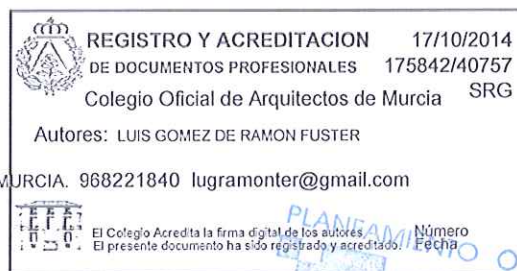 REGISTRO Y ACREDITACION 17/10/2014
DE DOCUMENTOS PROFESIONALES 175842/40757
Colegio Oficial de Arquitectos de Murcia SRG
Autores: LUIS GOMEZ DE RAMON FUSTER
MURCIA. 968221840 lugramonter@gmail.com
El Colegio Acredita la firma digital de los autores. Número
El presente documento ha sido registrado y acreditado. Fecha
PLANEAMIENTO O